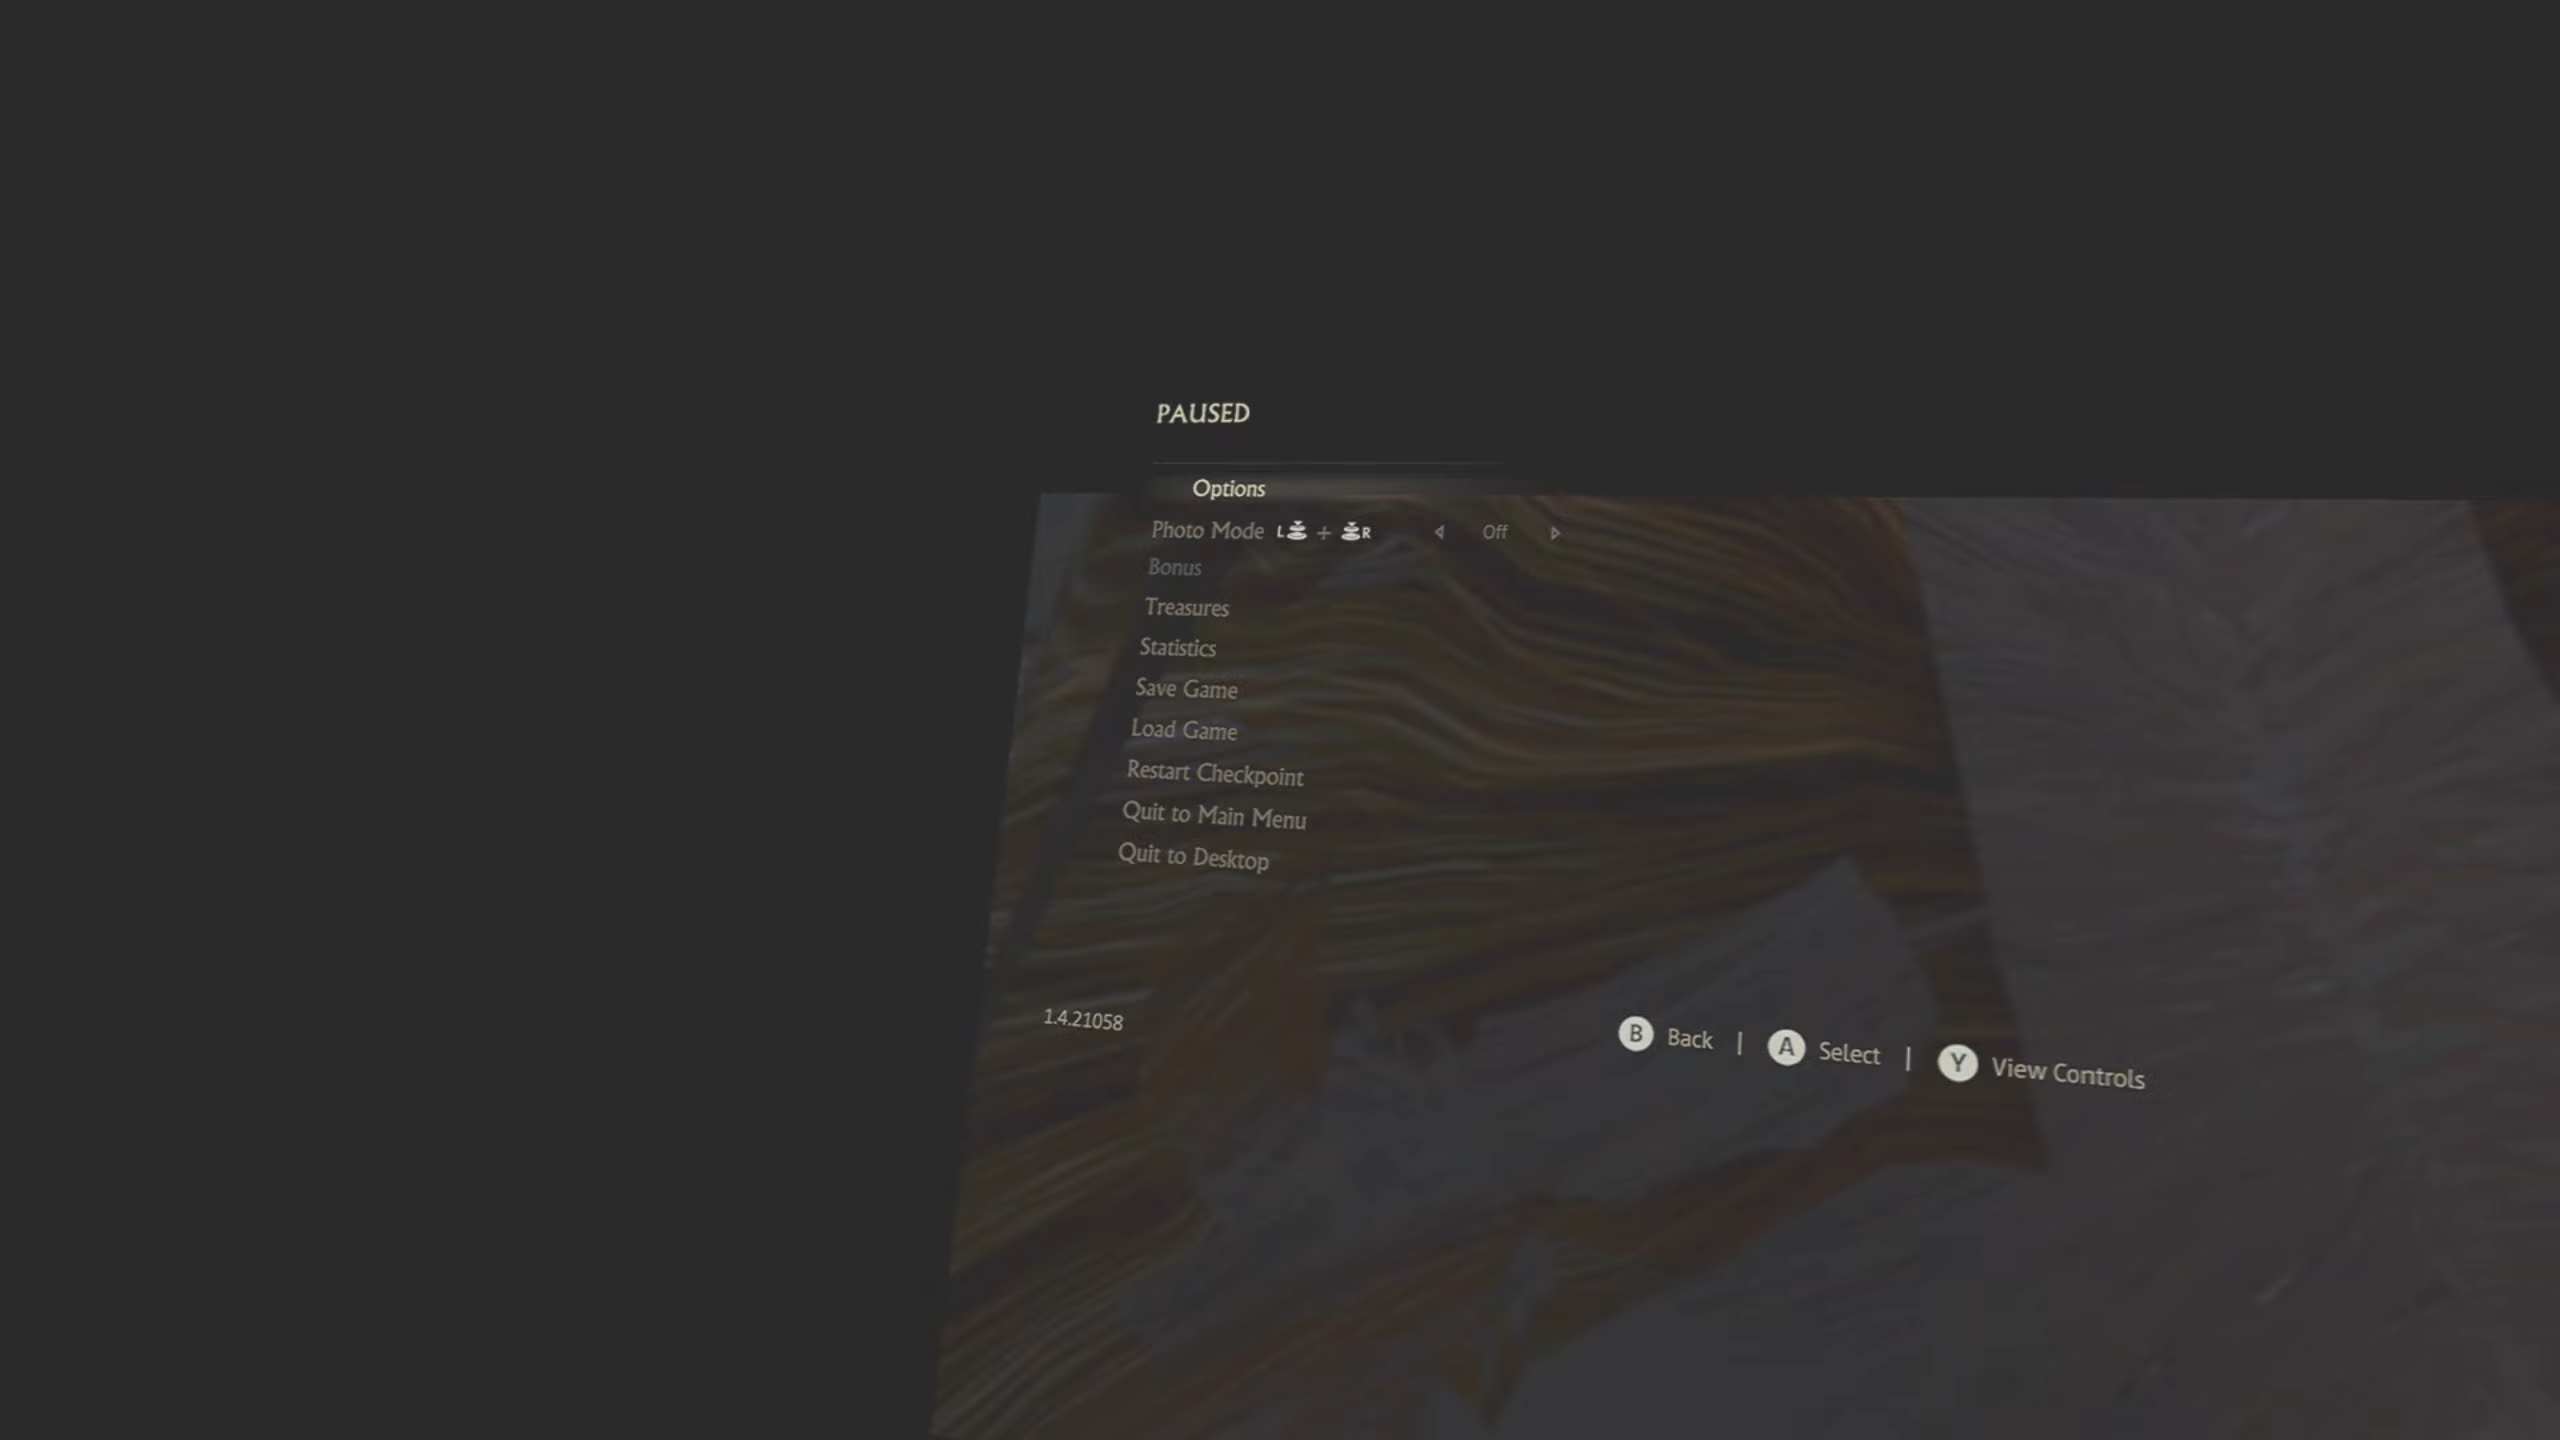 PAUSED
Options
Photo Mode L + R Off
Bonus
Treasures
Statistics
Save Game
Load Game
Restart Checkpoint
Quit to Main Menu
Quit to Desktop
1.4.21058
B Back | A Select | Y View Controls